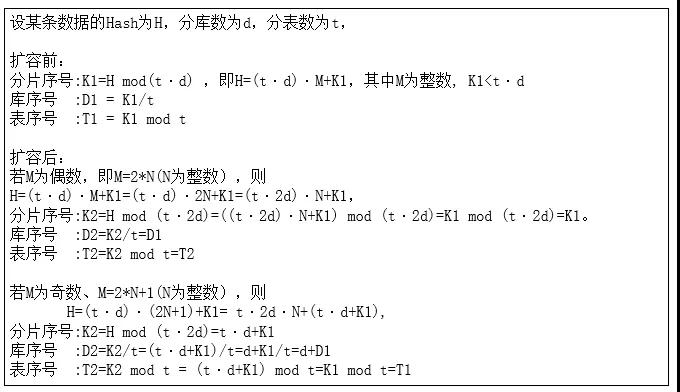 设某条数据的Hash为H，分库数为d，分表数为t，
扩容前：
分片序号:K1=H mod(t·d) ，即H=(t·d)·M+K1，其中M为整数, K1<t·d
库序号  :D1 = K1/t
表序号  :T1 = K1 mod t
扩容后：
若M为偶数，即M=2*N(N为整数)，则
H=(t·d)·M+K1=(t·d)·2N+K1=(t·2d)·N+K1，
分片序号:K2=H mod (t·2d)=((t·2d)·N+K1) mod (t·2d)=K1 mod (t·2d)=K1。
库序号  :D2=K2/t=D1
表序号  :T2=K2 mod t=T2
若M为奇数、M=2*N+1(N为整数)，则
H=(t·d)·(2N+1)+K1= t·2d·N+(t·d+K1),
分片序号:K2=H mod (t·2d)=t·d+K1
库序号  :D2=K2/t=(t·d+K1)/t=d+K1/t=d+D1
表序号  :T2=K2 mod t = (t·d+K1) mod t=K1 mod t=T1